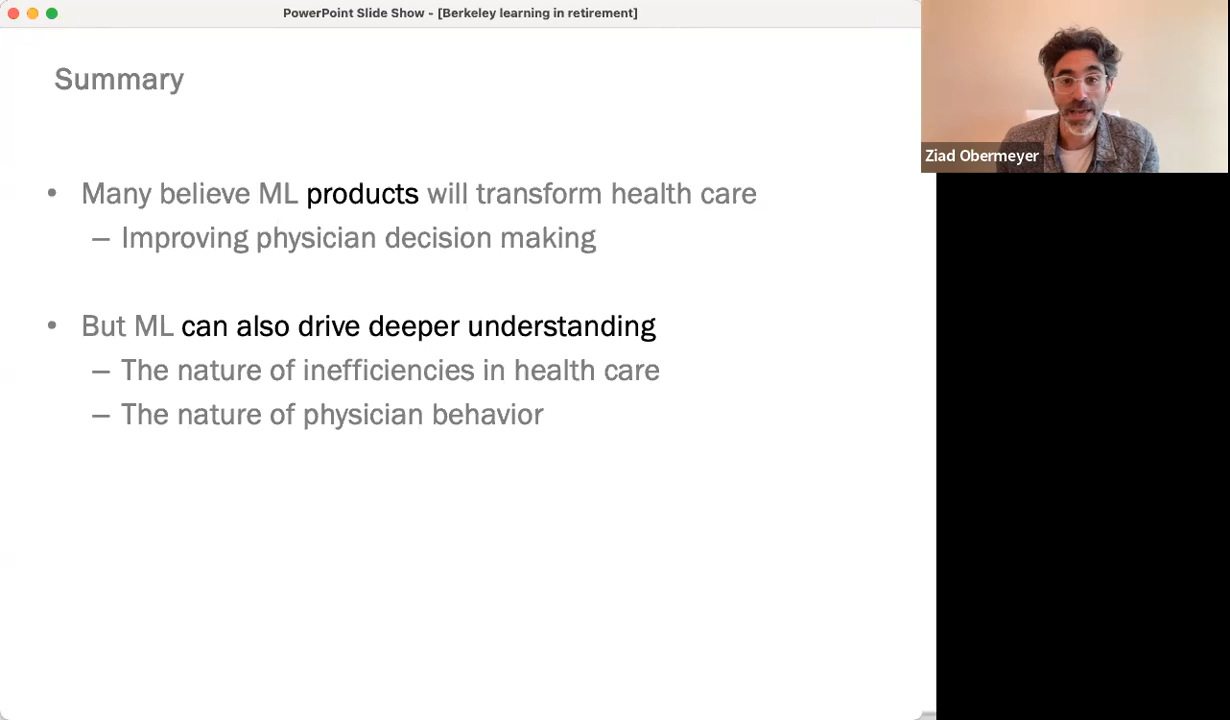 PowerPoint Slide Show - [Berkeley learning in retirement]
Summary
• Many believe ML products will transform health care
– Improving physician decision making
• But ML can also drive deeper understanding
– The nature of inefficiencies in health care
– The nature of physician behavior
Ziad Obermeyer